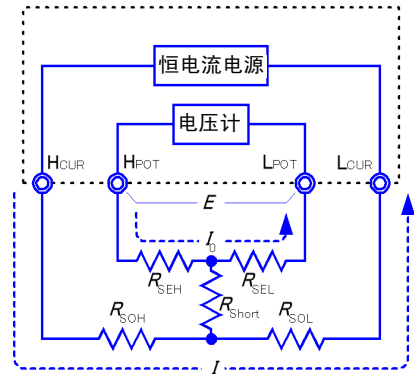 恒电流电源
电压计
HCUR HPOT LPOT LCUR
E
I0
RSEH RSEL
RShort
RSOH RSOL
I